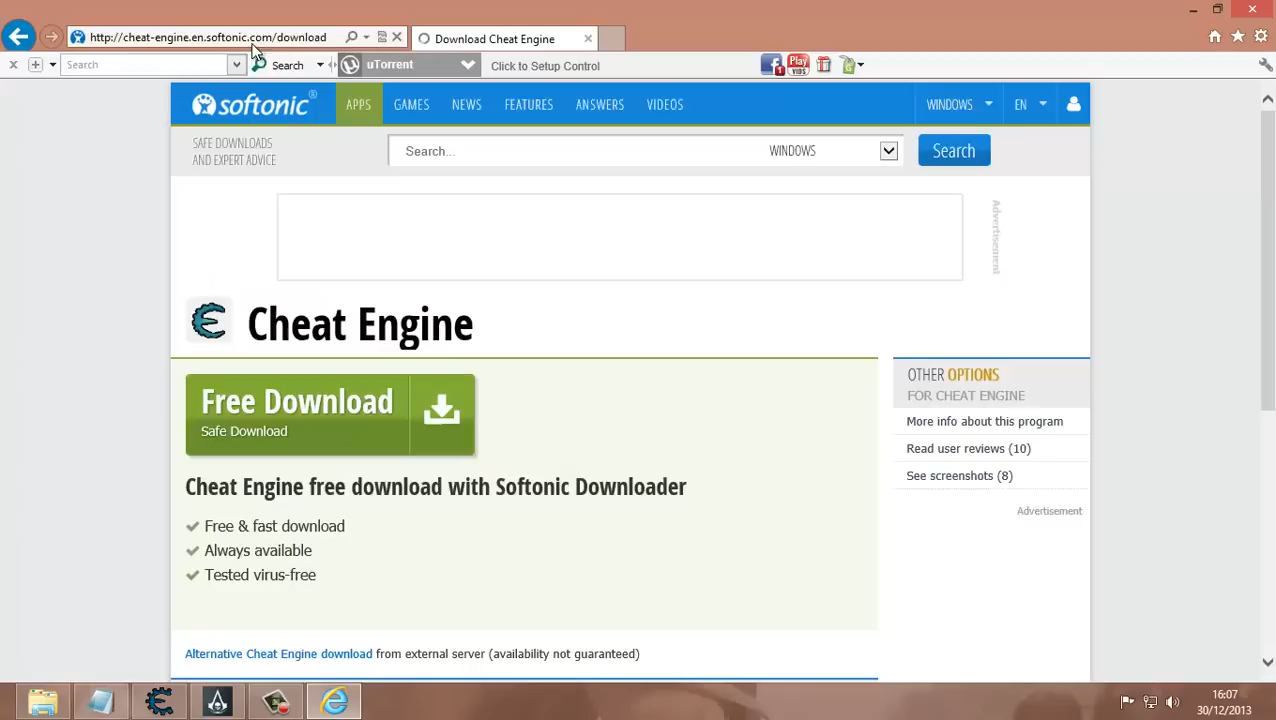 http://cheat-engine.en.softonic.com/download
Download Cheat Engine
Search
Search
uTorrent
Click to Setup Control
1
Play
VIDS
softonic
APPS
GAMES
NEWS
FEATURES
ANSWERS
VIDEOS
WINDOWS
EN
SAFE DOWNLOADS
AND EXPERT ADVICE
Search...
WINDOWS
Search
Advertisement
Cheat Engine
Free Download
Safe Download
OTHER OPTIONS
FOR CHEAT ENGINE
More info about this program
Read user reviews (10)
See screenshots (8)
Advertisement
Cheat Engine free download with Softonic Downloader
Free & fast download
Always available
Tested virus-free
Alternative Cheat Engine download from external server (availability not guaranteed)
16:07
30/12/2013